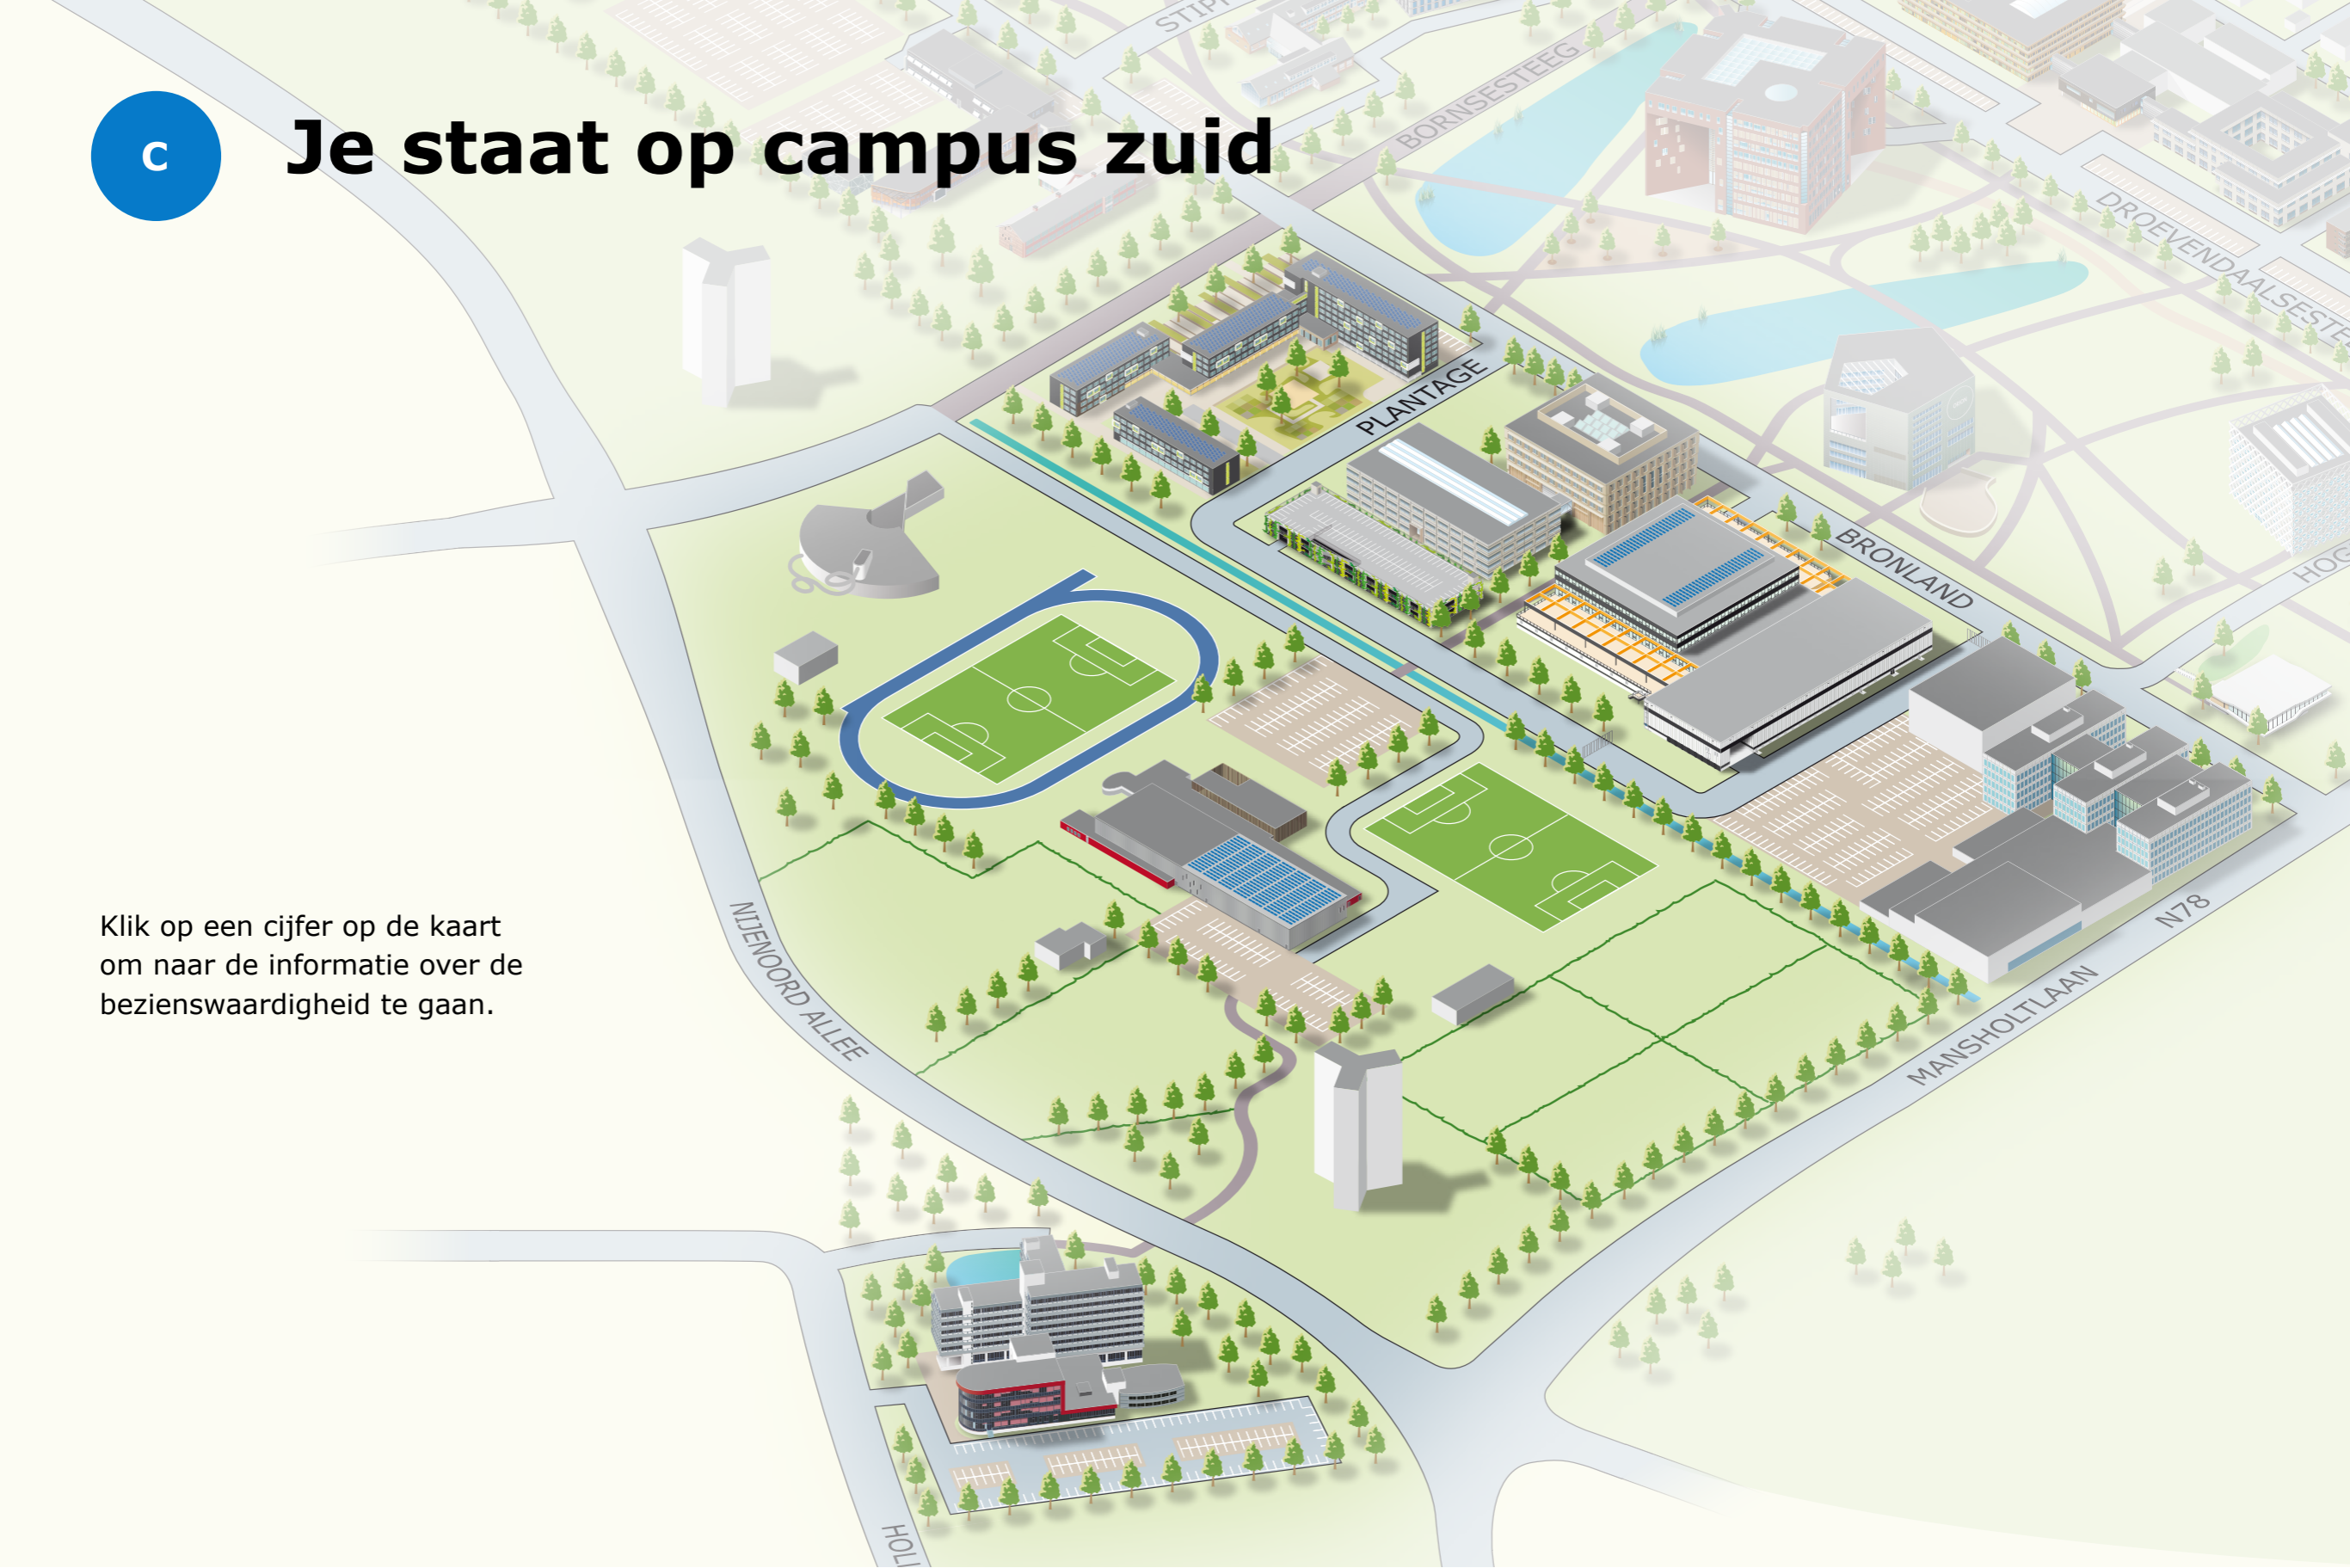 c
Je staat op campus zuid
BORNSESTEEG
PLANTAGE
BRONLAND
Klik op een cijfer op de kaart
om naar de informatie over de
bezienswaardigheid te gaan.
NIJENOORD ALLEE
N78
MANSHOLTLAAN